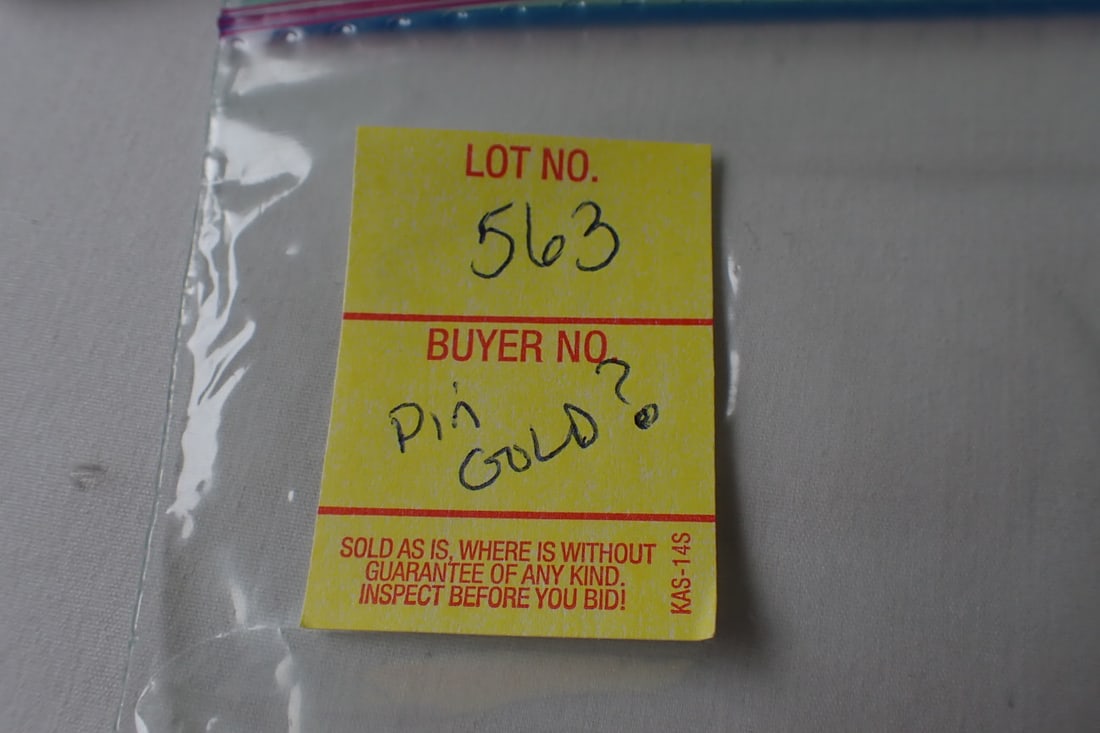 LOT NO.
563
BUYER NO.
Pin
GOLD?
SOLD AS IS, WHERE IS WITHOUT
GUARANTEE OF ANY KIND.
INSPECT BEFORE YOU BID!
KAS-14S